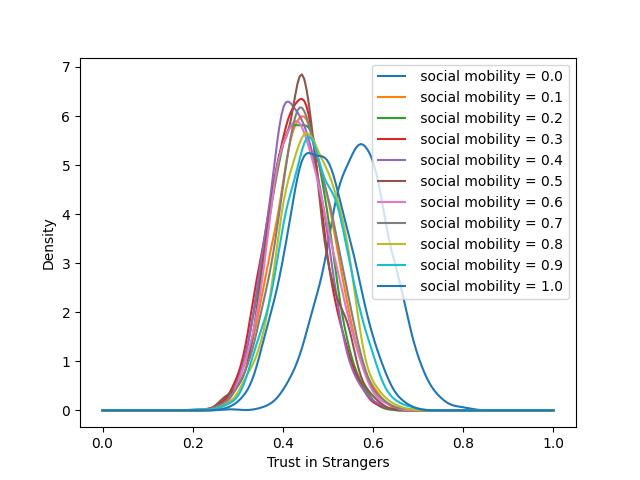 social mobility = 0.0
social mobility = 0.1
social mobility = 0.2
social mobility = 0.3
social mobility = 0.4
social mobility = 0.5
social mobility = 0.6
social mobility = 0.7
social mobility = 0.8
social mobility = 0.9
social mobility = 1.0
7
6
5
4
3
2
1
0
Density
0.0 0.2 0.4 0.6 0.8 1.0
Trust in Strangers